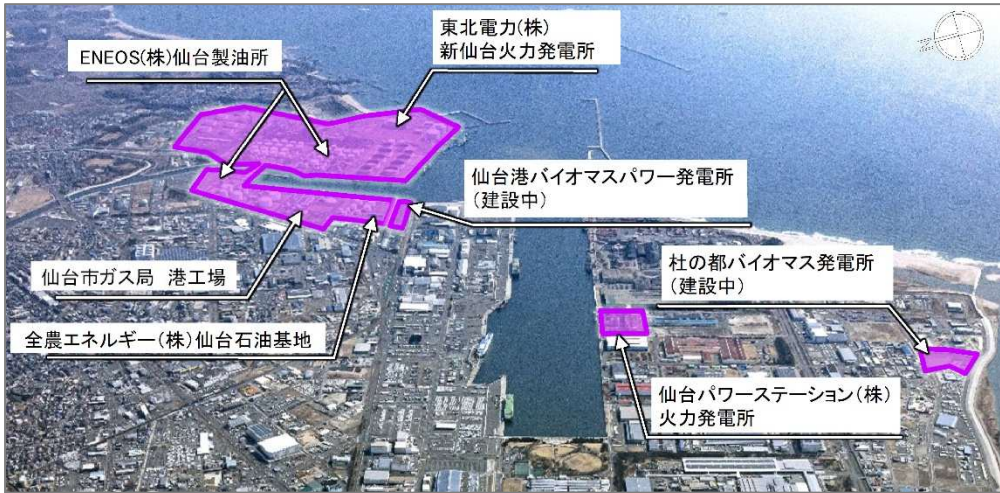 東北電力(株)
新仙台火力発電所
ENEOS(株)仙台製油所
仙台港バイオマスパワー発電所
(建設中)
杜の都バイオマス発電所
(建設中)
仙台市ガス局 港工場
全農エネルギー(株)仙台石油基地
仙台パワーステーション(株)
火力発電所